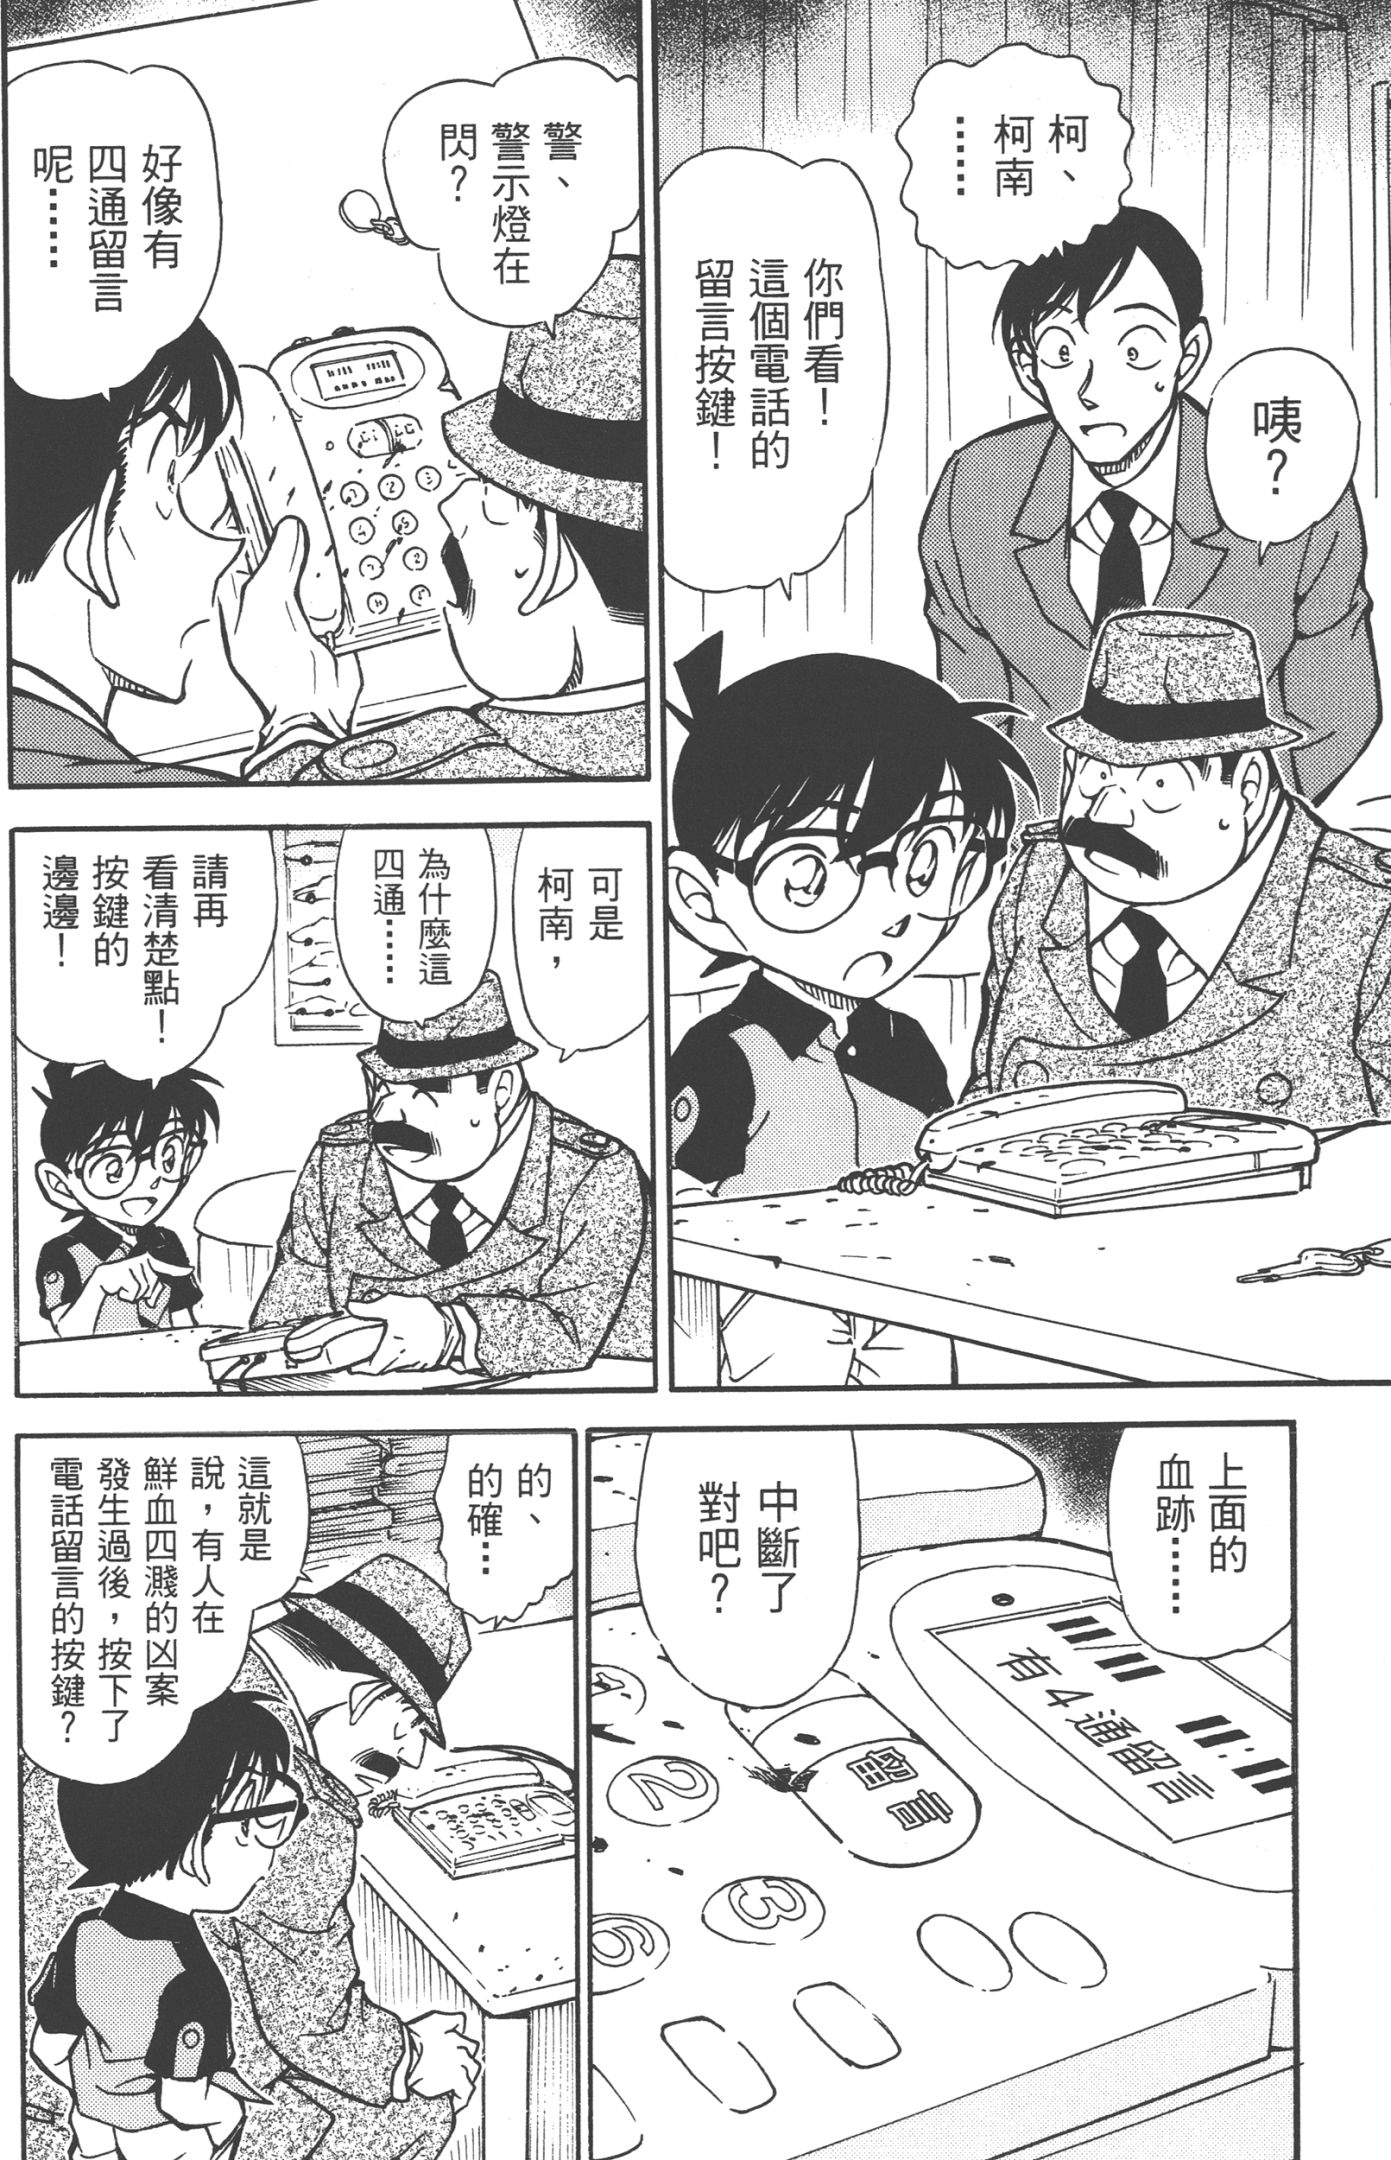 柯、
柯南
……
咦？
你們看！
這個電話的
留言按鍵！
警、
警示燈在
閃？
好像有
四通留言
呢……
可是
柯南，
為什麼這
四通……
請再
看清楚點！
按鍵的
邊邊！
上面的
血跡……
中斷了
對吧？
有4通留言
留言
2
3
6
的、
的確…
這就是
說，有人在
鮮血四濺的凶案
發生過後，按下了
電話留言的按鍵？